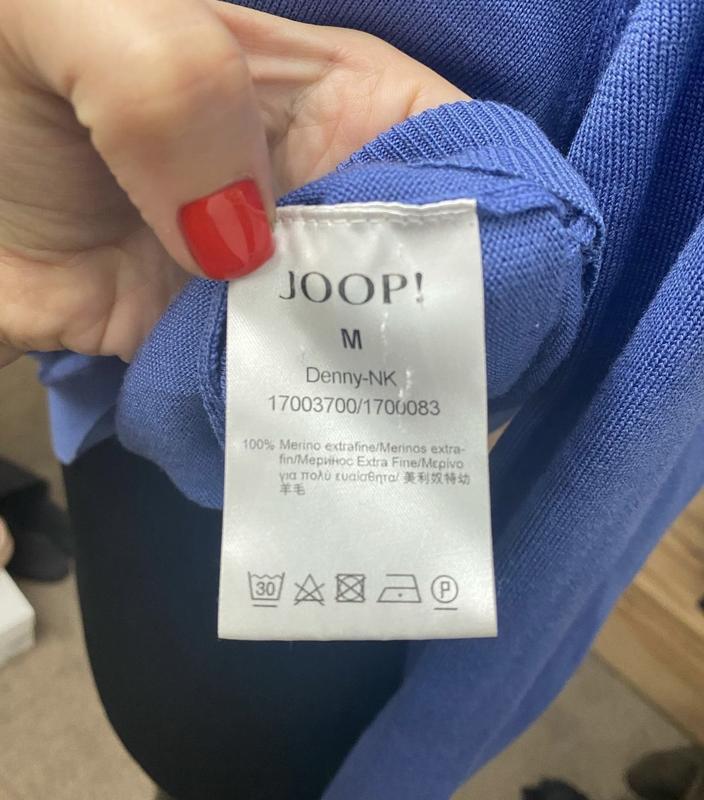 JOOP!
M
Denny-NK
17003700/1700083
100% Merino extrafine/Merinos extra-
fin/Меринос Extra Fine/Μερίνο
για πολύ ευαίσθητα/ 美利奴特幼
羊毛
30
P